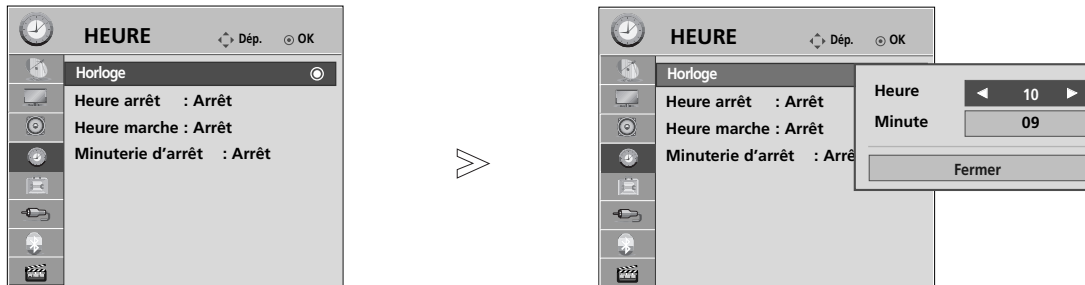 HEURE Dép. OK
Horloge
Heure arrêt : Arrêt
Heure marche : Arrêt
Minuterie d’arrêt : Arrêt
HEURE Dép. OK
Horloge
Heure arrêt : Arrêt
Heure marche : Arrêt
Minuterie d’arrêt : Arrê
Heure 10
Minute 09
Fermer